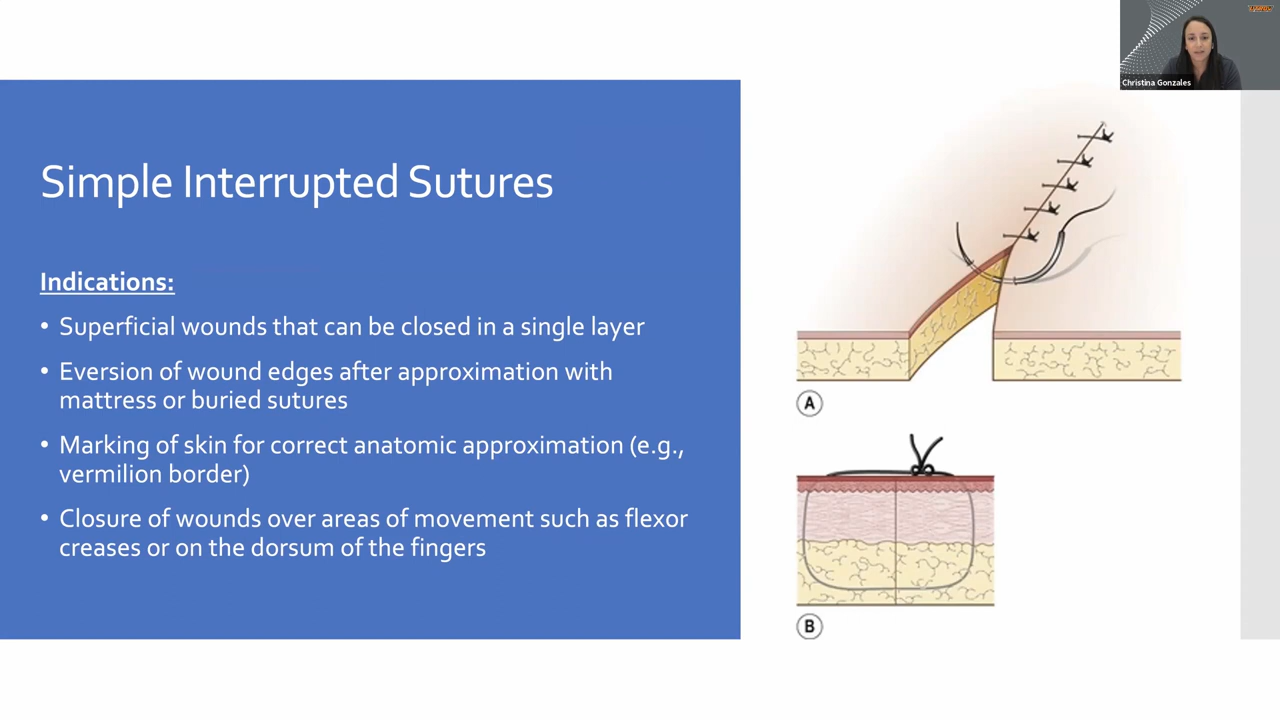 Christina Gonzales
Simple Interrupted Sutures
Indications:
• Superficial wounds that can be closed in a single layer
• Eversion of wound edges after approximation with
mattress or buried sutures
• Marking of skin for correct anatomic approximation (e.g.,
vermilion border)
• Closure of wounds over areas of movement such as flexor
creases or on the dorsum of the fingers
A
B